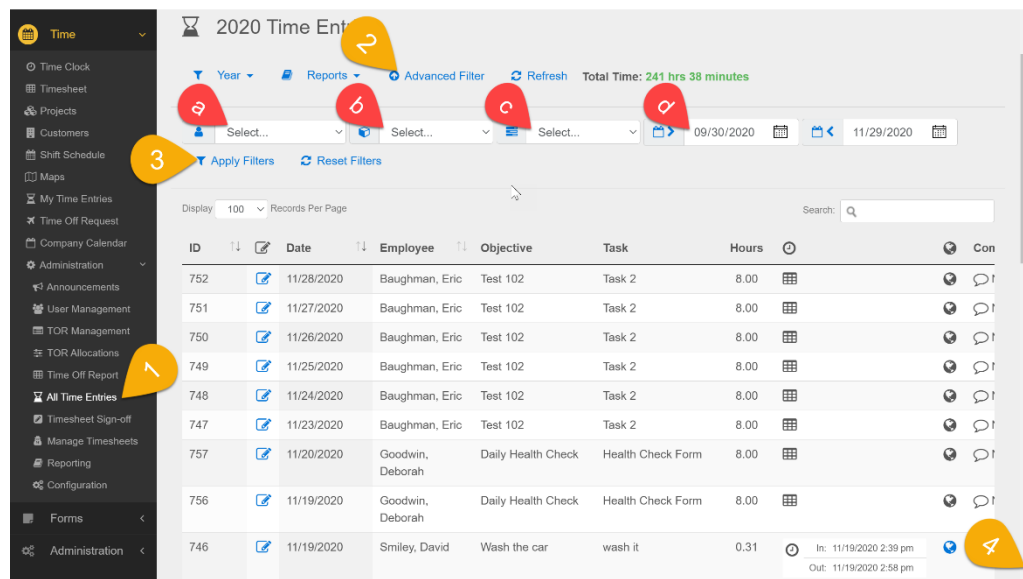 Time
Time Clock
Timesheet
Projects
Customers
Shift Schedule
Maps
My Time Entries
Time Off Request
Company Calendar
Administration
Announcements
User Management
TOR Management
TOR Allocations
Time Off Report
All Time Entries
Timesheet Sign-off
Manage Timesheets
Reporting
Configuration
Forms
Administration
1
2020 Time Ent
2
Year Reports Advanced Filter Refresh Total Time: 241 hrs 38 minutes
a b c d
Select... Select... Select... 09/30/2020 11/29/2020
3 Apply Filters Reset Filters
Display 100 Records Per Page Search:
ID Date Employee Objective Task Hours Con
752 11/28/2020 Baughman, Eric Test 102 Task 2 8.00
751 11/27/2020 Baughman, Eric Test 102 Task 2 8.00
750 11/26/2020 Baughman, Eric Test 102 Task 2 8.00
749 11/25/2020 Baughman, Eric Test 102 Task 2 8.00
748 11/24/2020 Baughman, Eric Test 102 Task 2 8.00
747 11/23/2020 Baughman, Eric Test 102 Task 2 8.00
757 11/20/2020 Goodwin, Daily Health Check Health Check Form 8.00
Deborah
756 11/19/2020 Goodwin, Daily Health Check Health Check Form 8.00
Deborah
746 11/19/2020 Smiley, David Wash the car wash it 0.31 In: 11/19/2020 2:39 pm 4
Out: 11/19/2020 2:58 pm